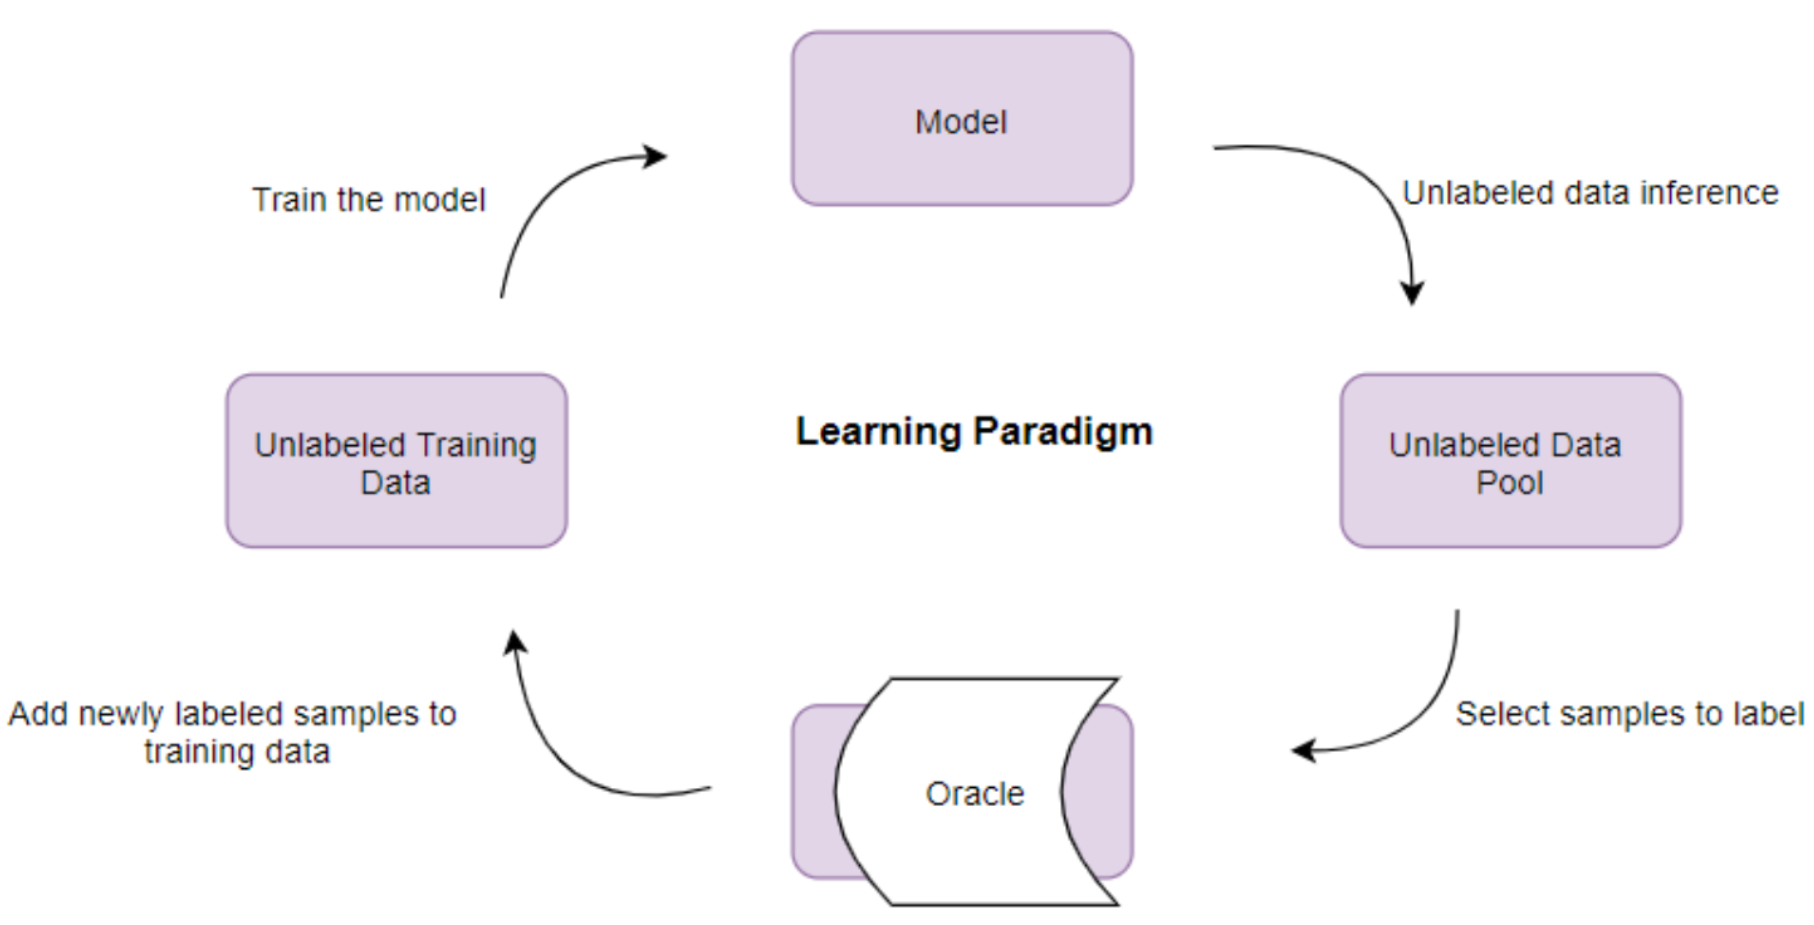 Model
Train the model
Unlabeled data inference
Learning Paradigm
Unlabeled Training
Data
Unlabeled Data
Pool
Add newly labeled samples to
training data
Select samples to label
Oracle